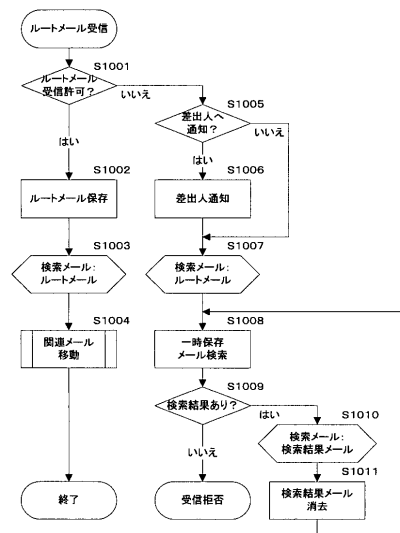 ルートメール受信
S1001
ルートメール
受信許可?
いいえ
はい
S1005
差出人へ
通知?
いいえ
はい
S1002
ルートメール保存
S1006
差出人通知
S1003
検索メール:
ルートメール
S1007
検索メール:
ルートメール
S1004
関連メール
移動
S1008
一時保存
メール検索
S1009
検索結果あり?
はい
いいえ
S1010
検索メール:
検索結果メール
S1011
検索結果メール
消去
終了
受信拒否